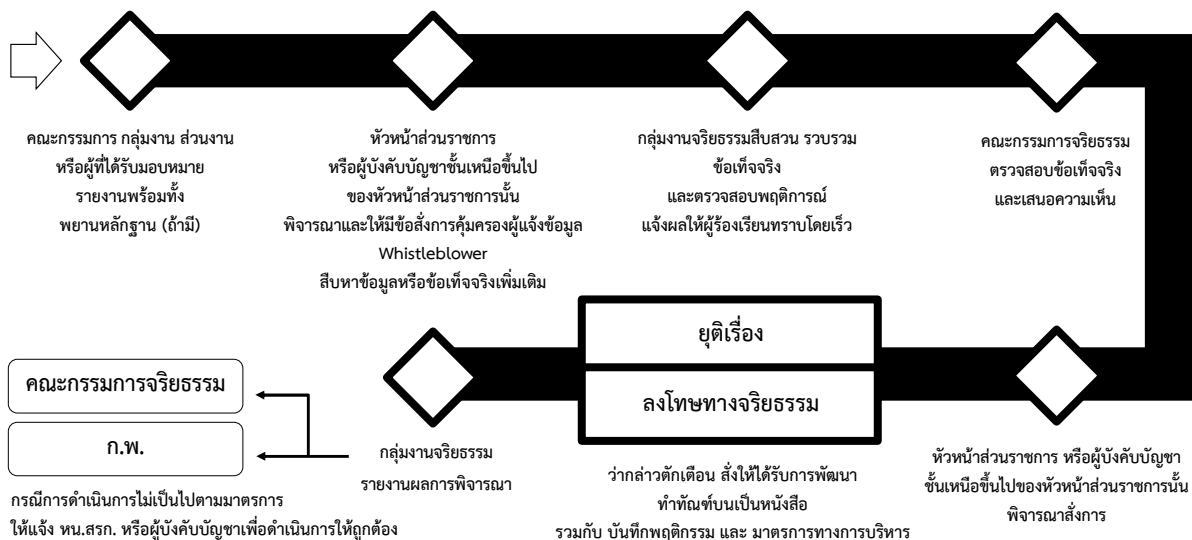 คณะกรรมการ กลุ่มงาน ส่วนงาน
หรือผู้ที่ได้รับมอบหมาย
รายงานพร้อมทั้ง
พยานหลักฐาน (ถ้ามี)
หัวหน้าส่วนราชการ
หรือผู้บังคับบัญชาชั้นเหนือขึ้นไป
ของหัวหน้าส่วนราชการนั้น
พิจารณาและให้มีข้อสั่งการคุ้มครองผู้แจ้งข้อมูล
Whistleblower
สืบหาข้อมูลหรือข้อเท็จจริงเพิ่มเติม
กลุ่มงานจริยธรรมสืบสวน รวบรวม
ข้อเท็จจริง
และตรวจสอบพฤติการณ์
แจ้งผลให้ผู้ร้องเรียนทราบโดยเร็ว
คณะกรรมการจริยธรรม
ตรวจสอบข้อเท็จจริง
และเสนอความเห็น
หัวหน้าส่วนราชการ หรือผู้บังคับบัญชา
ชั้นเหนือขึ้นไปของหัวหน้าส่วนราชการนั้น
พิจารณาสั่งการ
ยุติเรื่อง
ลงโทษทางจริยธรรม
ว่ากล่าวตักเตือน สั่งให้ได้รับการพัฒนา
ทำทัณฑ์บนเป็นหนังสือ
รวมกับ บันทึกพฤติกรรม และ มาตรการทางการบริหาร
กลุ่มงานจริยธรรม
รายงานผลการพิจารณา
คณะกรรมการจริยธรรม
ก.พ.
กรณีการดำเนินการไม่เป็นไปตามมาตรการ
ให้แจ้ง หน.สรก. หรือผู้บังคับบัญชาเพื่อดำเนินการให้ถูกต้อง